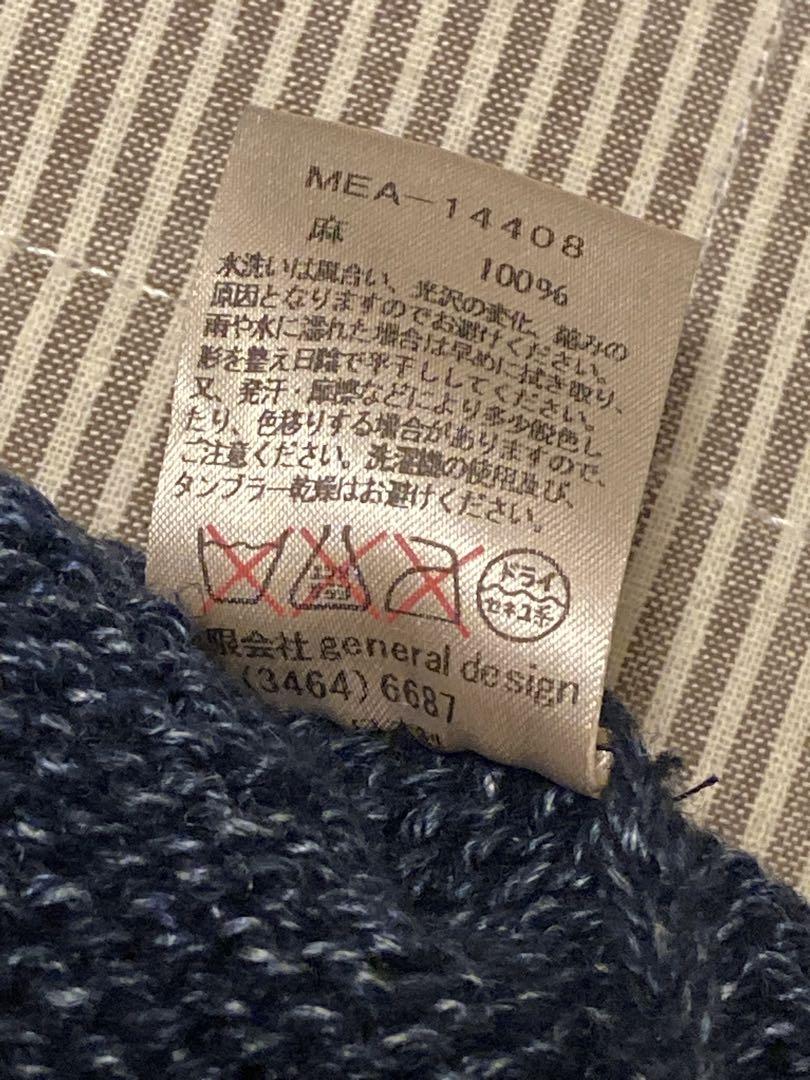 MEA-14408
麻 100%
水洗いは風合い、光沢の変化、縮みの
原因となりますのでお避けください。
雨や水に濡れた場合は早めに拭き取り、
形を整え日陰で平干ししてください。
又、発汗・摩擦などにより多少脱色し
たり、色移りする場合がありますので、
ご注意ください。洗濯機の使用及び、
タンブラー乾燥はお避けください。
ドライ
セキユ系
限会社 general design
(3464) 6687